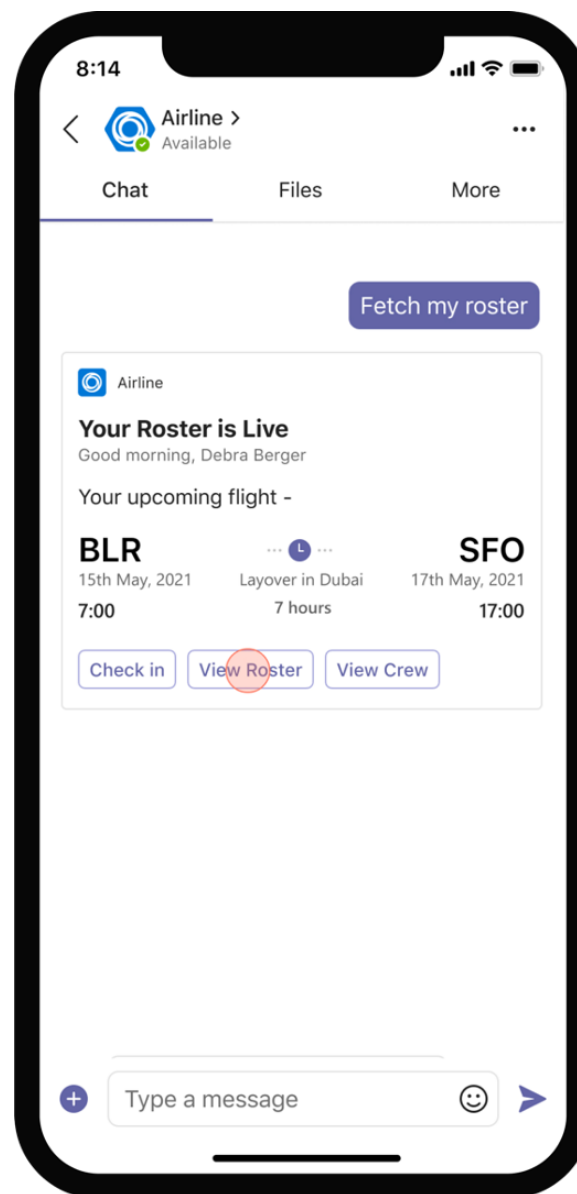 8:14
Airline >
Available
Chat Files More
Fetch my roster
Airline
Your Roster is Live
Good morning, Debra Berger
Your upcoming flight -
BLR SFO
15th May, 2021 Layover in Dubai 17th May, 2021
7:00 7 hours 17:00
Check in View Roster View Crew
Type a message